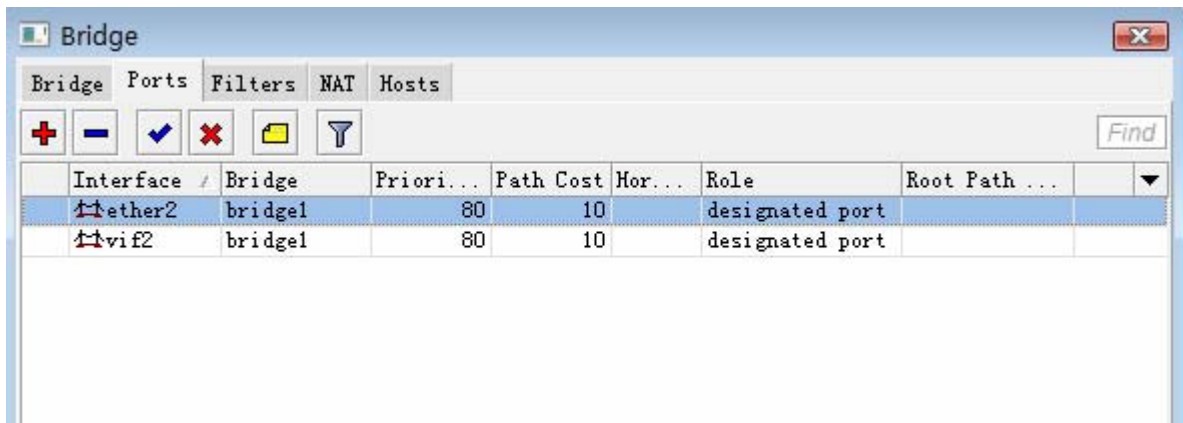 Bridge
Bridge Ports Filters NAT Hosts
Find
Interface / Bridge Priori... Path Cost Hor... Role Root Path ...
ether2 bridge1 80 10 designated port
vif2 bridge1 80 10 designated port